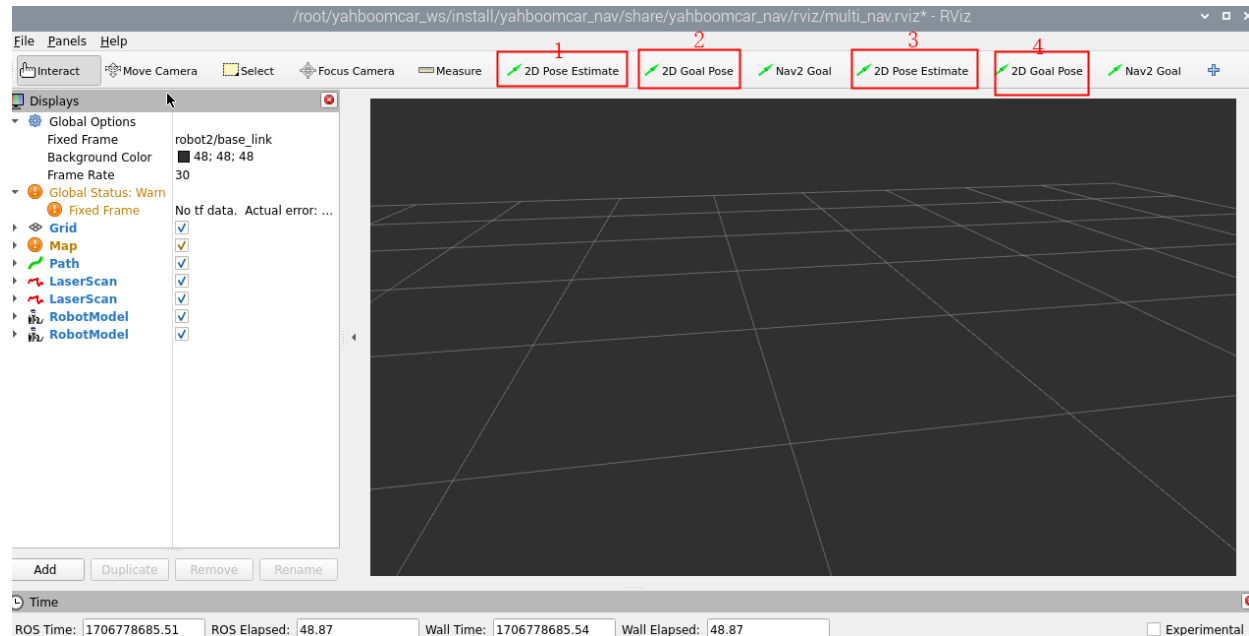 /root/yahboomcar_ws/install/yahboomcar_nav/share/yahboomcar_nav/rviz/multi_nav.rviz* - RViz
File Panels Help
1 2 3 4
Interact Move Camera Select Focus Camera Measure 2D Pose Estimate 2D Goal Pose Nav2 Goal 2D Pose Estimate 2D Goal Pose Nav2 Goal
Displays
Global Options
Fixed Frame robot2/base_link
Background Color 48; 48; 48
Frame Rate 30
Global Status: Warn
Fixed Frame No tf data. Actual error: ...
Grid
Map
Path
LaserScan
LaserScan
RobotModel
RobotModel
Add Duplicate Remove Rename
Time
ROS Time: 1706778685.51 ROS Elapsed: 48.87 Wall Time: 1706778685.54 Wall Elapsed: 48.87 Experimental